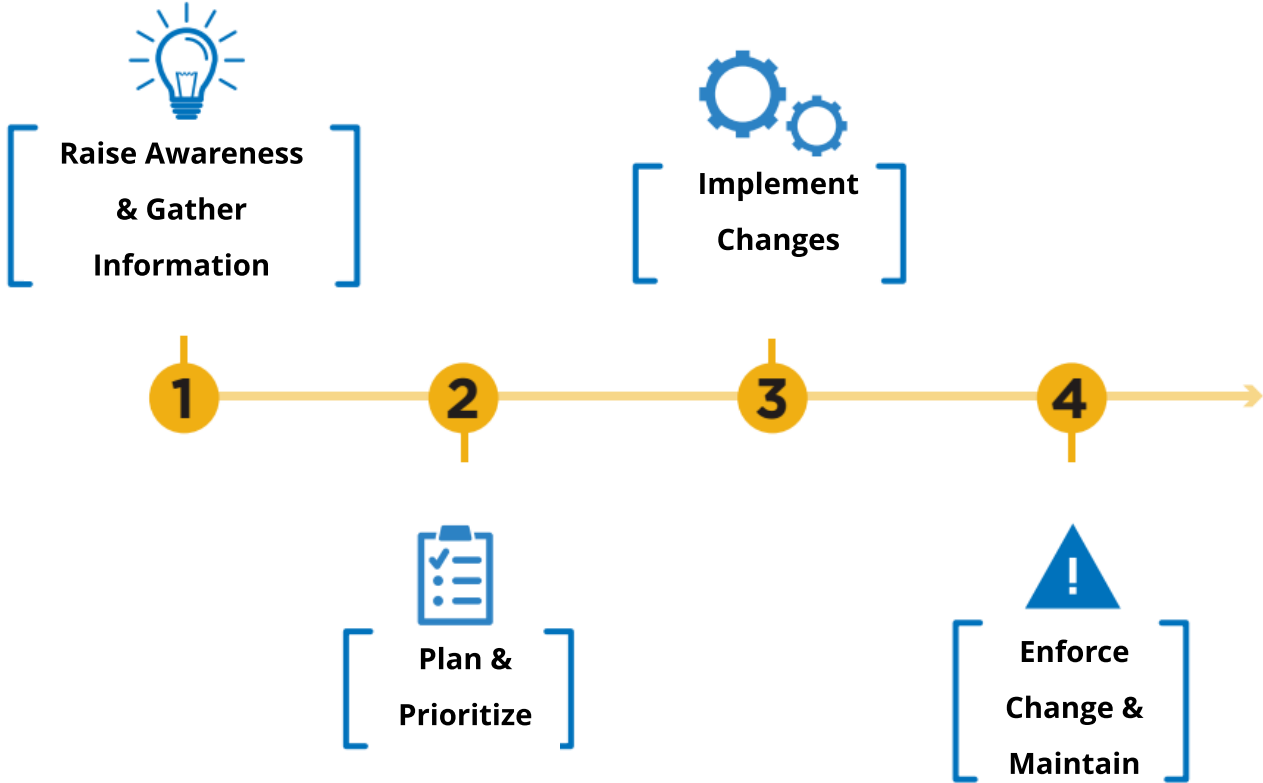 Raise Awareness
& Gather
Information
Implement
Changes
1
2
3
4
Plan &
Prioritize
Enforce
Change &
Maintain